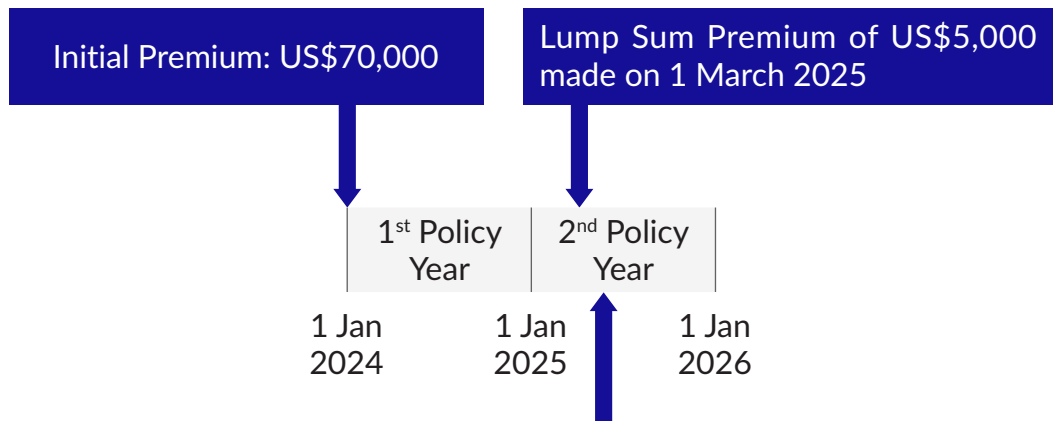 Initial Premium: US$70,000
Lump Sum Premium of US$5,000
made on 1 March 2025
1st Policy
Year
2nd Policy
Year
1 Jan
2024
1 Jan
2025
1 Jan
2026